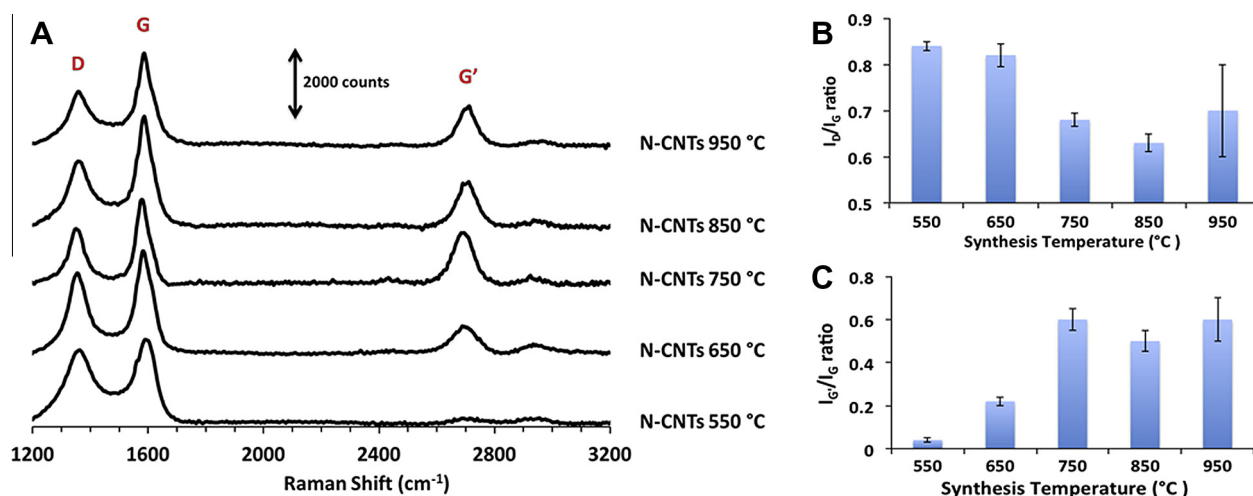 A
D
G
G'
2000 counts
N-CNTs 950 °C
N-CNTs 850 °C
N-CNTs 750 °C
N-CNTs 650 °C
N-CNTs 550 °C
1200 1600 2000 2400 2800 3200
Raman Shift (cm⁻¹)
B
I_D/I_G ratio
0.9
0.8
0.7
0.6
0.5
550 650 750 850 950
Synthesis Temperature (°C )
C
I_G'/I_G ratio
0.8
0.6
0.4
0.2
0
550 650 750 850 950
Synthesis Temperature (°C )